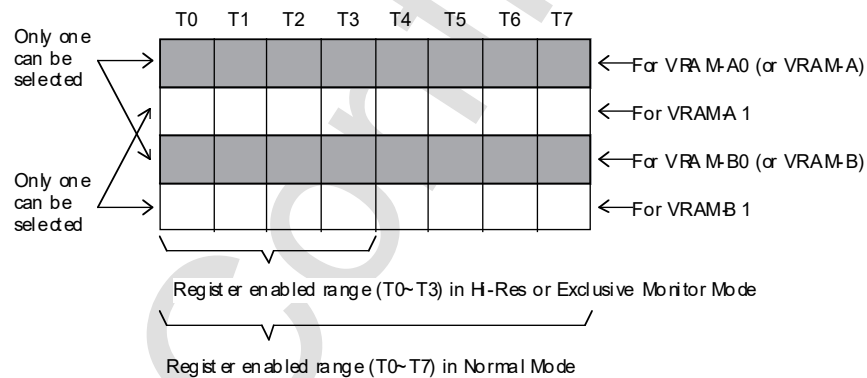 T0 T1 T2 T3 T4 T5 T6 T7
Only one
can be
selected
For VRAM-A0 (or VRAM-A)
For VRAM-A 1
For VRAM-B0 (or VRAM-B)
Only one
can be
selected
For VRAM-B 1
Register enabled range (T0~T3) in Hi-Res or Exclusive Monitor Mode
Register enabled range (T0~T7) in Normal Mode